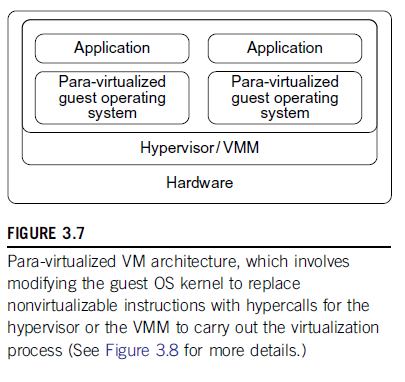 Application Application
Para-virtualized Para-virtualized
guest operating guest operating
system system
Hypervisor/VMM
Hardware
FIGURE 3.7
Para-virtualized VM architecture, which involves
modifying the guest OS kernel to replace
nonvirtualizable instructions with hypercalls for the
hypervisor or the VMM to carry out the virtualization
process (See Figure 3.8 for more details.)